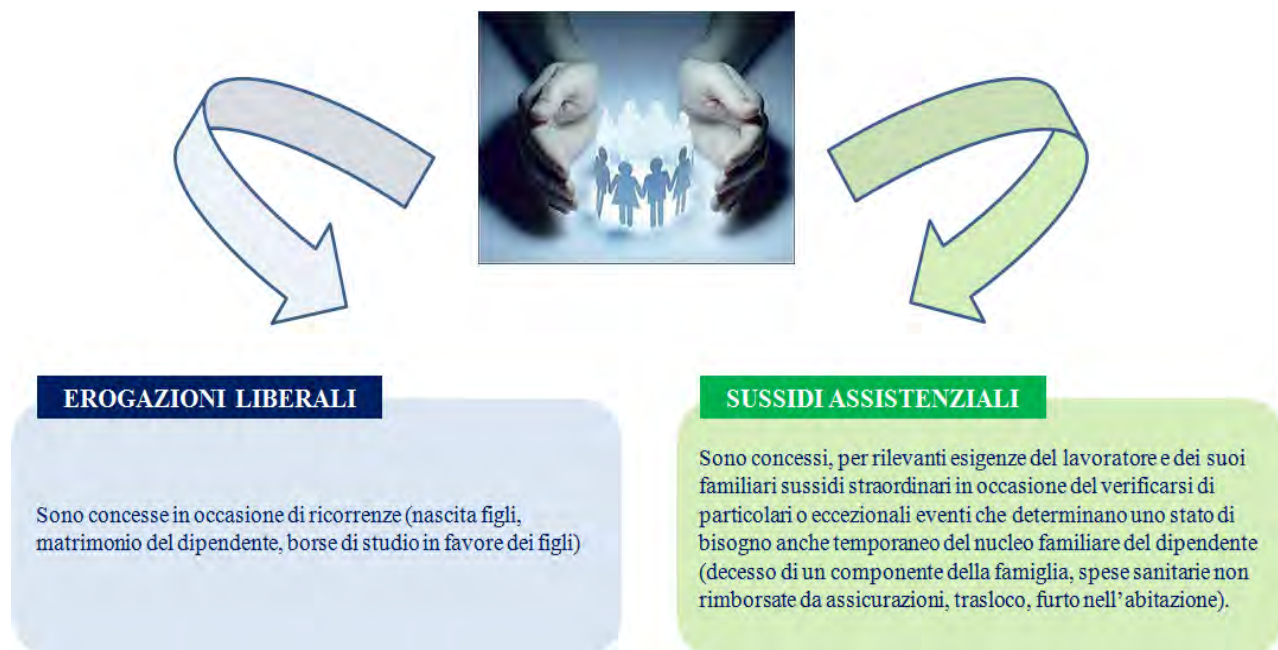 EROGAZIONI LIBERALI
Sono concesse in occasione di ricorrenze (nascita figli,
matrimonio del dipendente, borse di studio in favore dei figli)
SUSSIDI ASSISTENZIALI
Sono concessi, per rilevanti esigenze del lavoratore e dei suoi
familiari sussidi straordinari in occasione del verificarsi di
particolari o eccezionali eventi che determinano uno stato di
bisogno anche temporaneo del nucleo familiare del dipendente
(decesso di un componente della famiglia, spese sanitarie non
rimborsate da assicurazioni, trasloco, furto nell’abitazione).